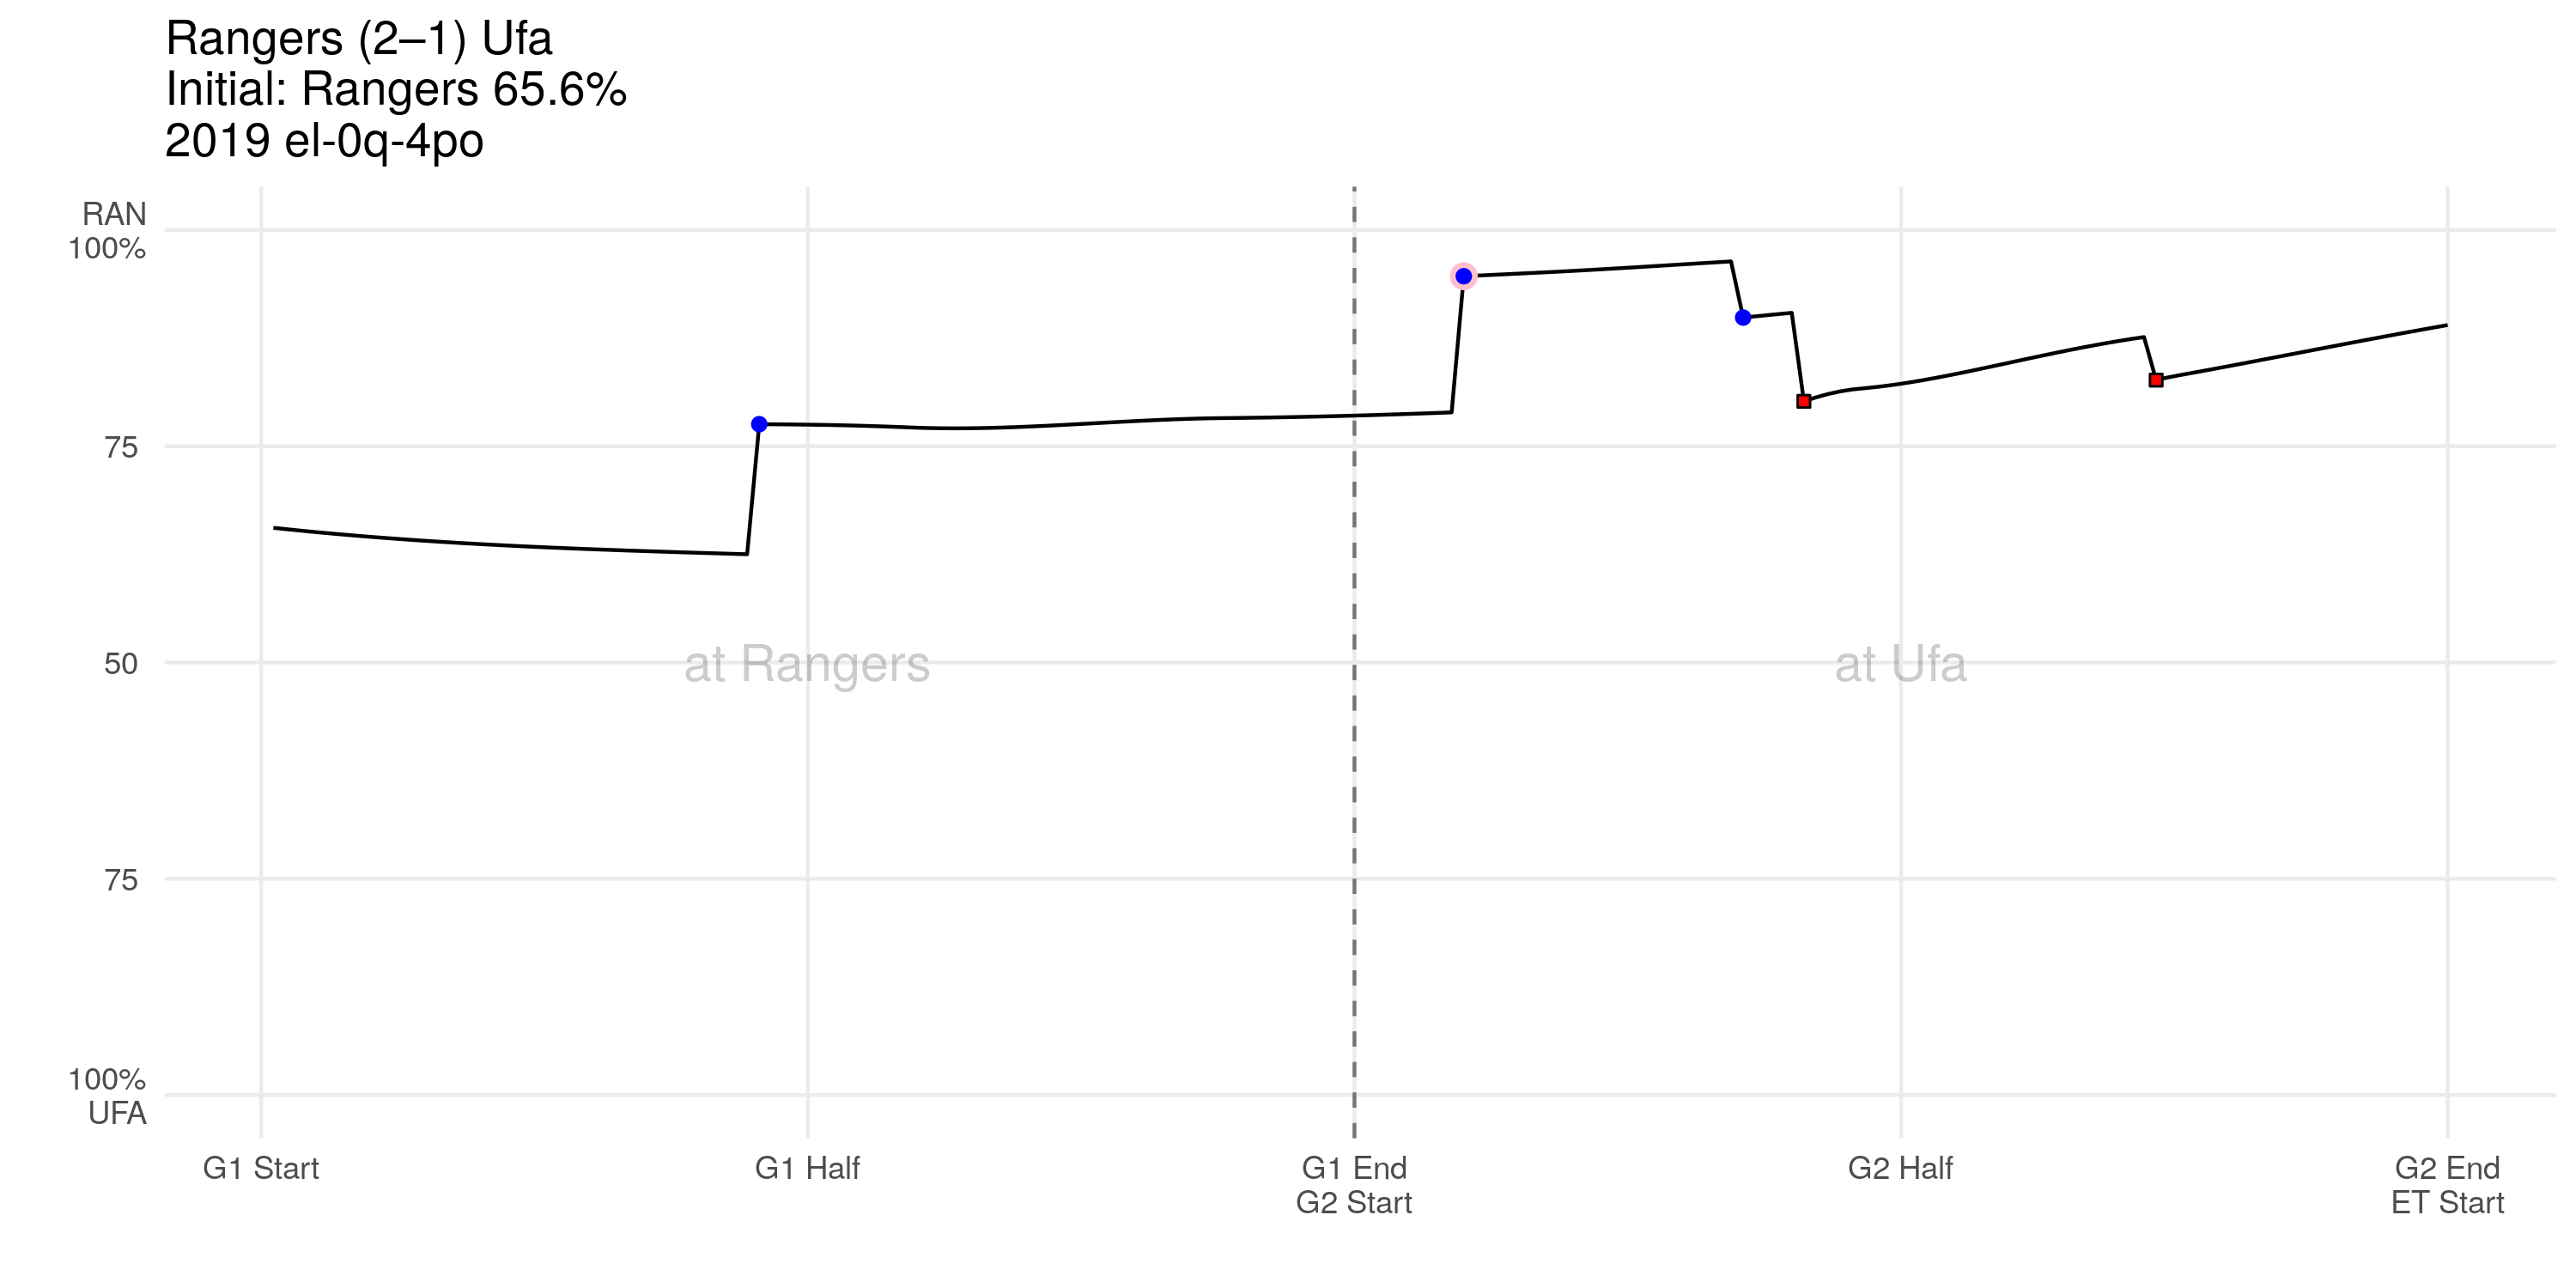 Rangers (2–1) Ufa
Initial: Rangers 65.6%
2019 el-0q-4po
RAN
100%
75
50
75
100%
UFA
at Rangers
at Ufa
G1 Start
G1 Half
G1 End
G2 Start
G2 Half
G2 End
ET Start